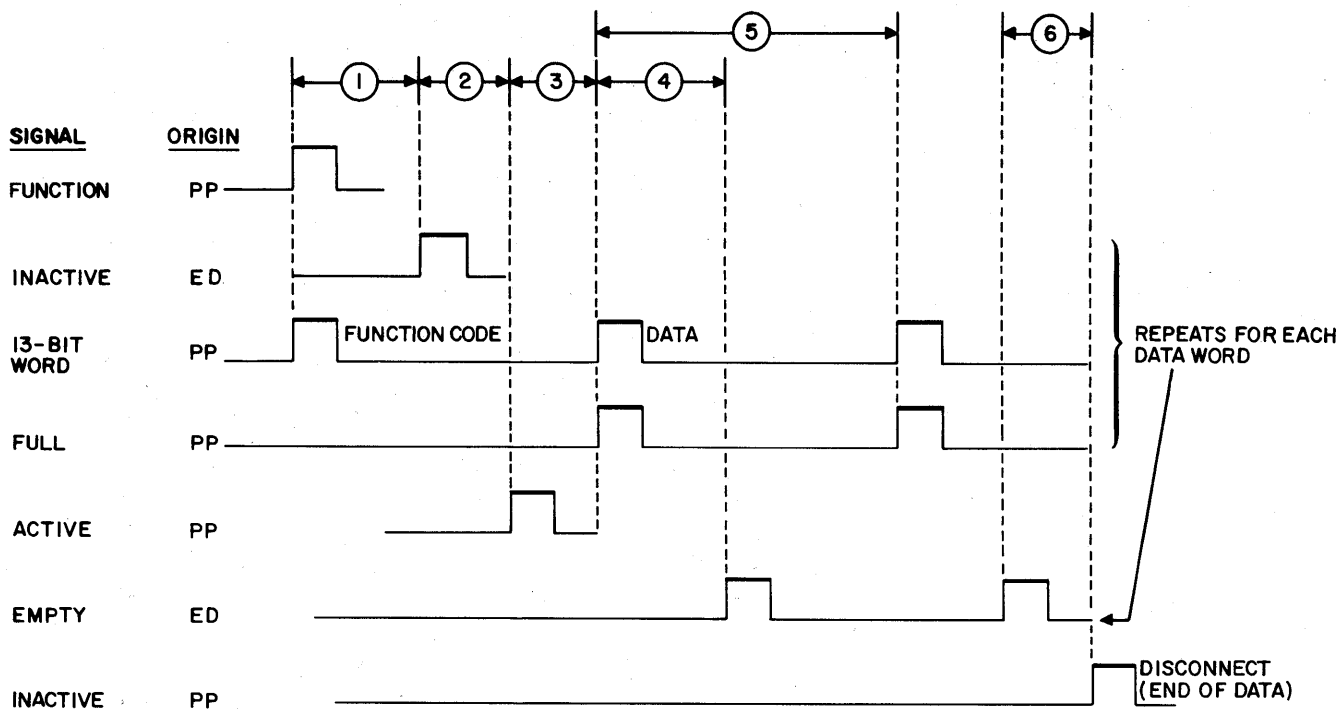 5
6
1
2
3
4
SIGNAL ORIGIN
FUNCTION PP
INACTIVE ED
13-BIT
WORD
PP
FUNCTION CODE
DATA
REPEATS FOR EACH
DATA WORD
FULL PP
ACTIVE PP
EMPTY ED
INACTIVE PP
DISCONNECT
(END OF DATA)